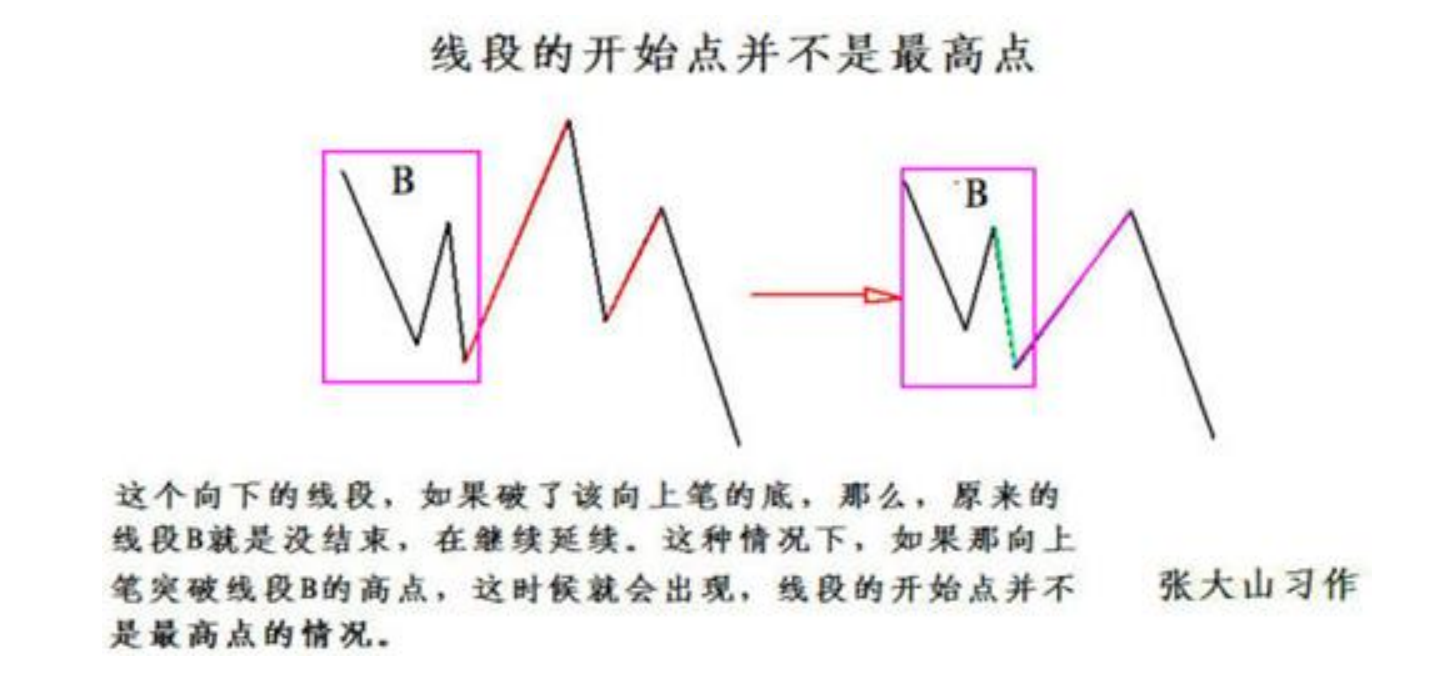 线段的开始点并不是最高点
B
B
这个向下的线段，如果破了该向上笔的底，那么，原来的
线段B就是没结束，在继续延续。这种情况下，如果那向上
笔突破线段B的高点，这时候就会出现，线段的开始点并不
是最高点的情况。
张大山习作